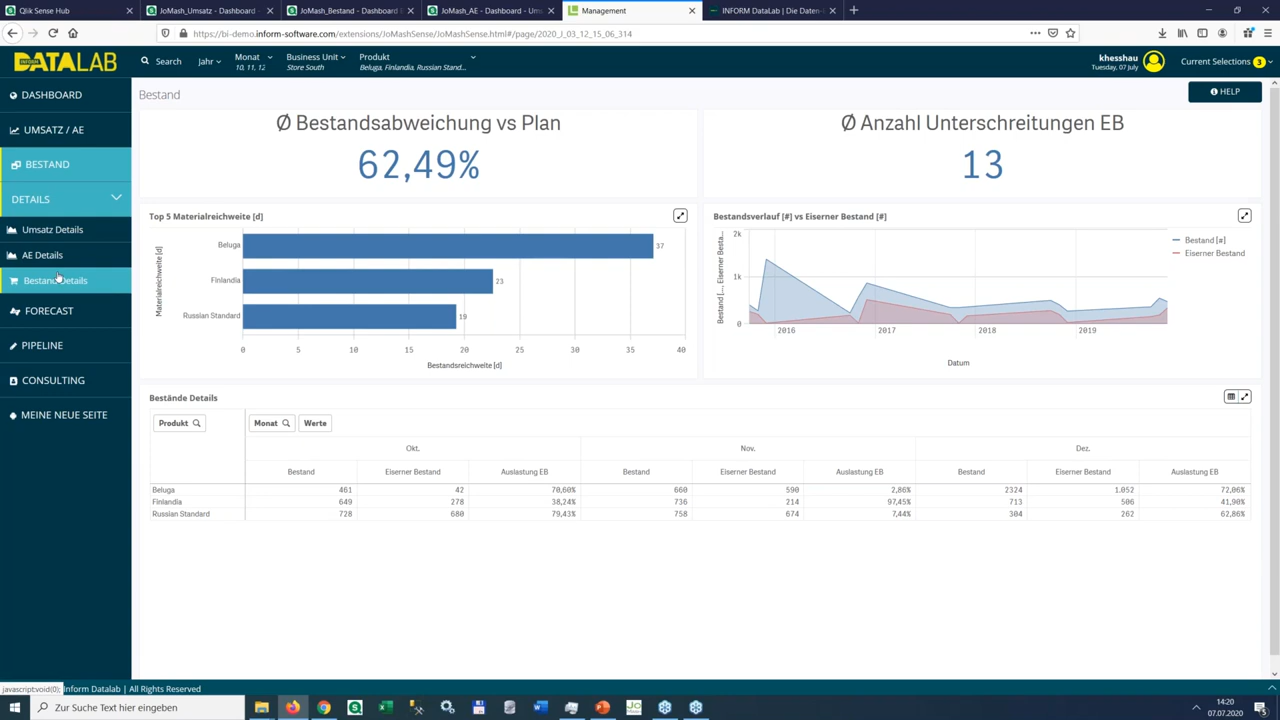 Qlik Sense Hub
JoMash_Umsatz - Dashboard
JoMash_Bestand - Dashboard
JoMash_AE - Dashboard - Um
Management
INFORM DataLab | Die Daten-
https://bi-demo.inform-software.com/extensions/JoMashSense/JoMashSense.html#/page/2020_J_03_12_15_06_314
INFORM DATALAB
Search
Jahr
Monat
10, 11, 12
Business Unit
Store South
Produkt
Beluga, Finlandia, Russian Stand...
khesshau
Tuesday, 07 July
Current Selections 3
DASHBOARD
UMSATZ / AE
BESTAND
DETAILS
Umsatz Details
AE Details
Bestand Details
FORECAST
PIPELINE
CONSULTING
MEINE NEUE SEITE
Bestand
HELP
Ø Bestandsabweichung vs Plan
62,49%
Ø Anzahl Unterschreitungen EB
13
Top 5 Materialreichweite [d]
Materialreichweite [d]
Beluga 37
Finlandia 23
Russian Standard 19
0 5 10 15 20 25 30 35 40
Bestandsreichweite [d]
Bestandsverlauf [#] vs Eiserner Bestand [#]
Bestand [..., Eiserner Besta...
2k
1k
0
2016 2017 2018 2019
Datum
Bestand [#]
Eiserner Bestand
Bestände Details
Produkt Monat Werte
Okt. Nov. Dez.
Bestand Eiserner Bestand Auslastung EB Bestand Eiserner Bestand Auslastung EB Bestand Eiserner Bestand Auslastung EB
Beluga 461 42 70,60% 660 590 2,86% 2324 1.052 72,06%
Finlandia 649 278 38,24% 736 214 97,45% 713 506 41,90%
Russian Standard 728 680 79,43% 758 674 7,44% 304 262 62,86%
javascript:void(0); Inform Datalab | All Rights Reserved
Zur Suche Text hier eingeben
14:20
07.07.2020
5